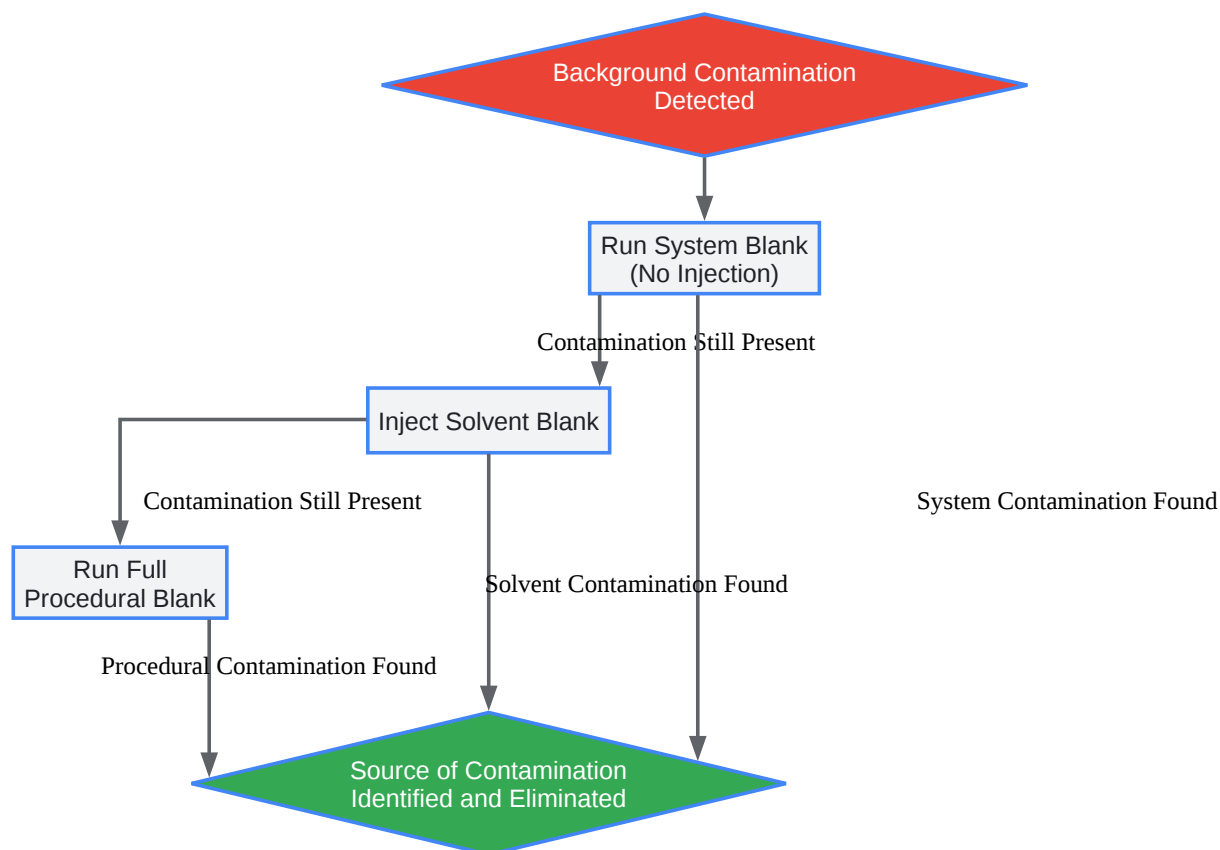 Background Contamination
Detected
Run System Blank
(No Injection)
Contamination Still Present
Inject Solvent Blank
Contamination Still Present
System Contamination Found
Run Full
Procedural Blank
Solvent Contamination Found
Procedural Contamination Found
Source of Contamination
Identified and Eliminated